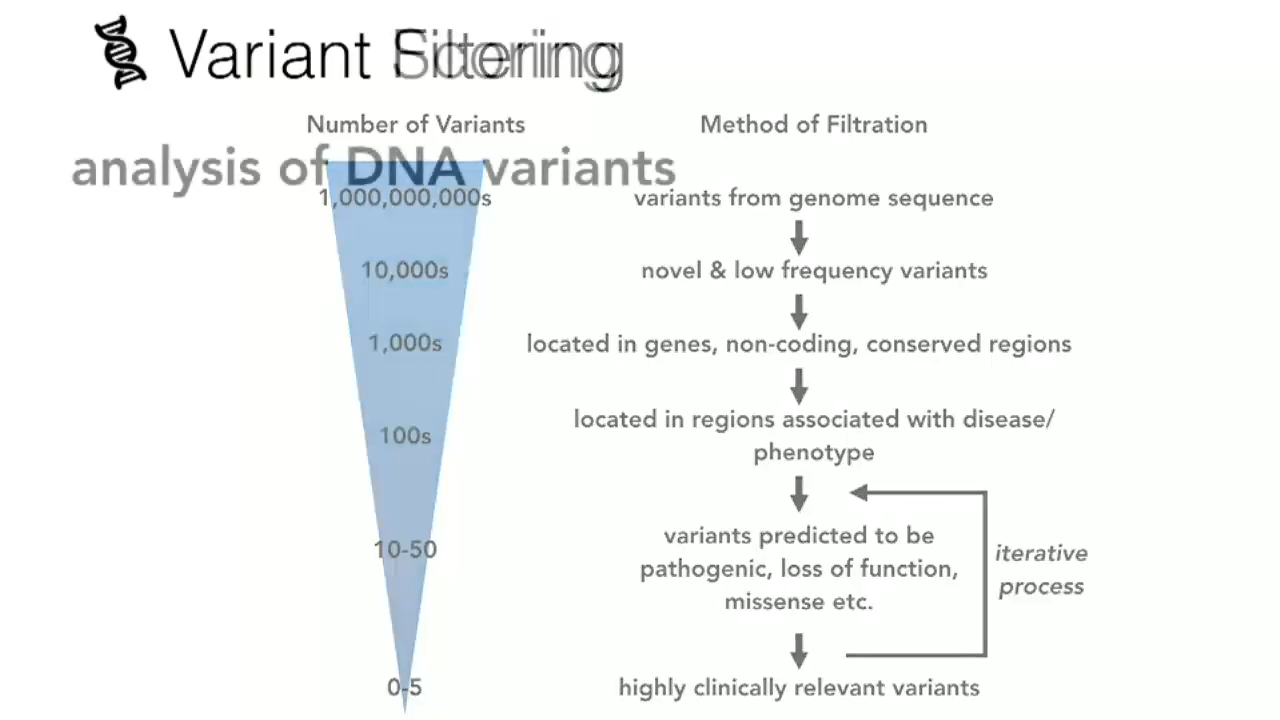 Variant Filtering
analysis of DNA variants
Number of Variants
Method of Filtration
1,000,000,000s
variants from genome sequence
10,000s
novel & low frequency variants
1,000s
located in genes, non-coding, conserved regions
100s
located in regions associated with disease/
phenotype
10-50
variants predicted to be
pathogenic, loss of function,
missense etc.
iterative
process
0-5
highly clinically relevant variants